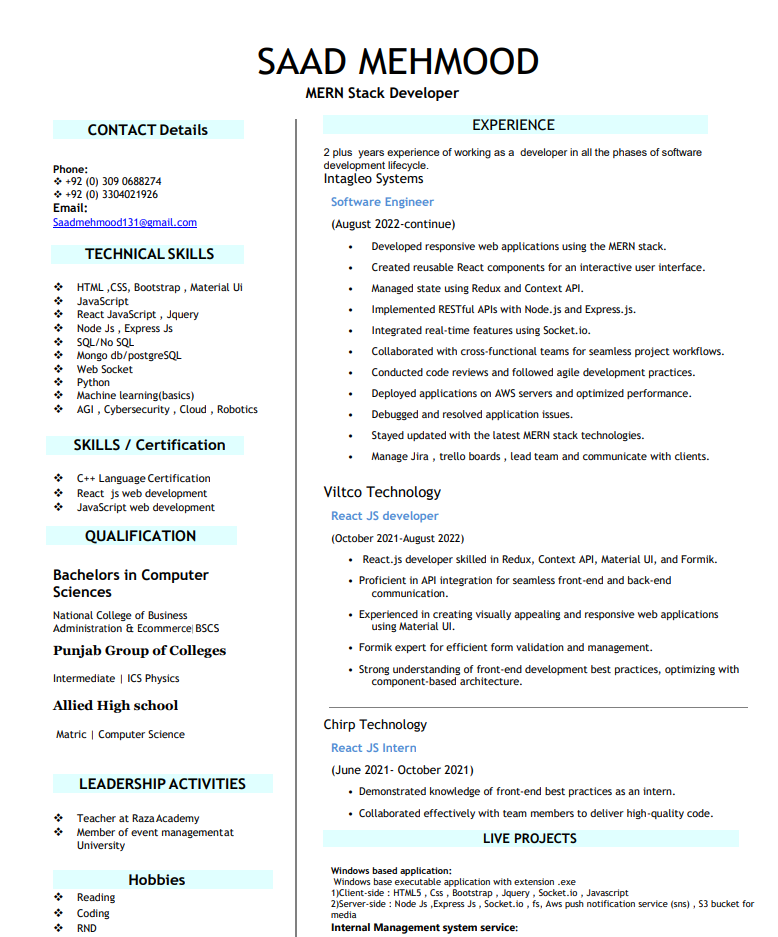 SAAD MEHMOOD
MERN Stack Developer
CONTACT Details
Phone:
❖ +92 (0) 309 0688274
❖ +92 (0) 3304021926
Email:
Saadmehmood131@gmail.com
TECHNICAL SKILLS
❖ HTML ,CSS, Bootstrap , Material Ui
❖ JavaScript
❖ React JavaScript , Jquery
❖ Node Js , Express Js
❖ SQL/No SQL
❖ Mongo db/postgreSQL
❖ Web Socket
❖ Python
❖ Machine learning(basics)
❖ AGI , Cybersecurity , Cloud , Robotics
SKILLS / Certification
❖ C++ Language Certification
❖ React js web development
❖ JavaScript web development
QUALIFICATION
Bachelors in Computer
Sciences
National College of Business
Administration & Ecommerce| BSCS
Punjab Group of Colleges
Intermediate | ICS Physics
Allied High school
Matric | Computer Science
LEADERSHIP ACTIVITIES
❖ Teacher at Raza Academy
❖ Member of event management at
University
Hobbies
❖ Reading
❖ Coding
❖ RND
EXPERIENCE
2 plus years experience of working as a developer in all the phases of software
development lifecycle.
Intagleo Systems
Software Engineer
(August 2022-continue)
• Developed responsive web applications using the MERN stack.
• Created reusable React components for an interactive user interface.
• Managed state using Redux and Context API.
• Implemented RESTful APIs with Node.js and Express.js.
• Integrated real-time features using Socket.io.
• Collaborated with cross-functional teams for seamless project workflows.
• Conducted code reviews and followed agile development practices.
• Deployed applications on AWS servers and optimized performance.
• Debugged and resolved application issues.
• Stayed updated with the latest MERN stack technologies.
• Manage Jira , trello boards , lead team and communicate with clients.
Viltco Technology
React JS developer
(October 2021-August 2022)
• React.js developer skilled in Redux, Context API, Material UI, and Formik.
• Proficient in API integration for seamless front-end and back-end
communication.
• Experienced in creating visually appealing and responsive web applications
using Material UI.
• Formik expert for efficient form validation and management.
• Strong understanding of front-end development best practices, optimizing with
component-based architecture.
Chirp Technology
React JS Intern
(June 2021- October 2021)
• Demonstrated knowledge of front-end best practices as an intern.
• Collaborated effectively with team members to deliver high-quality code.
LIVE PROJECTS
Windows based application:
Windows base executable application with extension .exe
1)Client-side : HTML5 , Css , Bootstrap , Jquery , Socket.io , Javascript
2)Server-side : Node Js ,Express Js , Socket.io , fs, Aws push notification service (sns) , S3 bucket for
media
Internal Management system service: